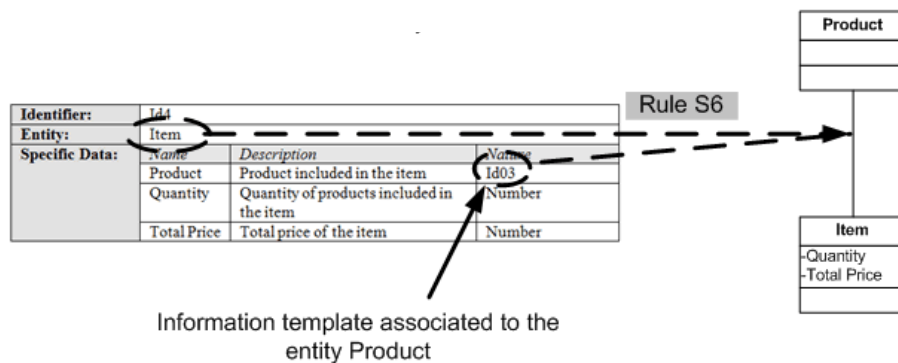 Product
Rule S6
Identifier: Id4
Entity: Item
Specific Data: Name Description Nature
Product Product included in the item Id03
Quantity Quantity of products included in Number
the item
Total Price Total price of the item Number
Item
-Quantity
-Total Price
Information template associated to the
entity Product